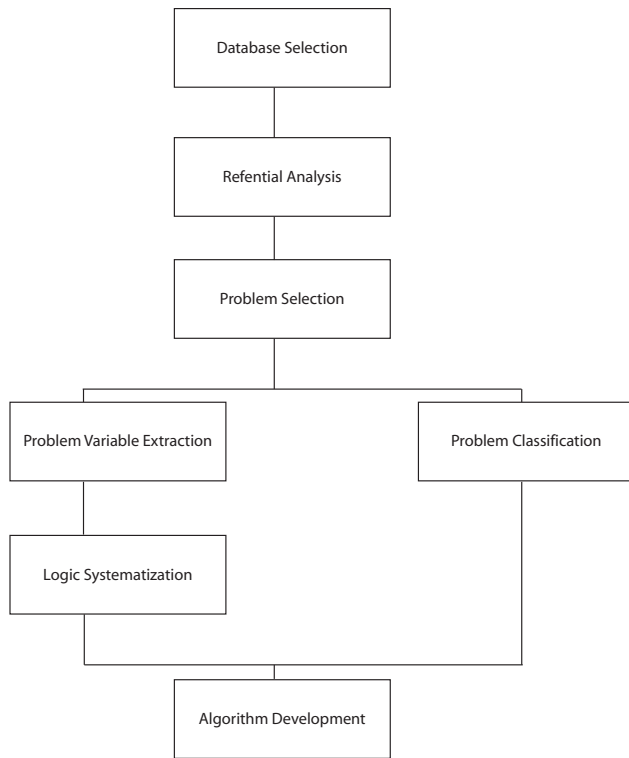 Database Selection
Refential Analysis
Problem Selection
Problem Variable Extraction
Problem Classification
Logic Systematization
Algorithm Development